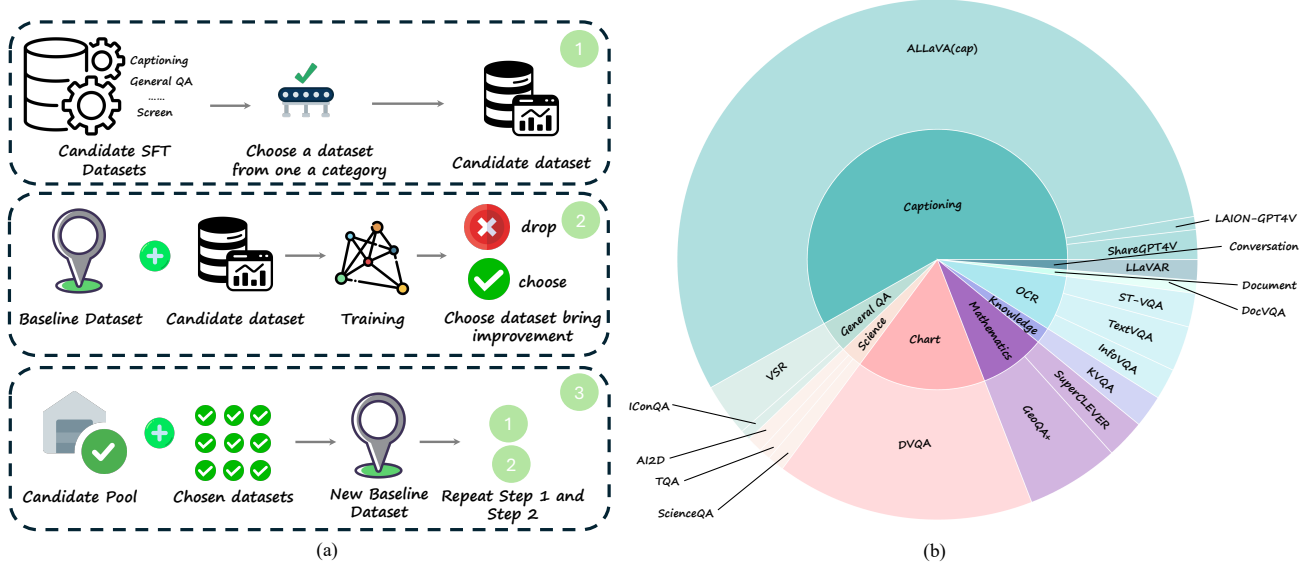 1
Captioning
General QA
......
Screen
Candidate SFT
Datasets
Choose a dataset
from one a category
Candidate dataset
2
drop
choose
Baseline Dataset
Candidate dataset
Training
Choose dataset bring
improvement
3
1
2
Candidate Pool
Chosen datasets
New Baseline
Dataset
Repeat Step 1 and
Step 2
(a)
ALLaVA(cap)
Captioning
LAION-GPT4V
ShareGPT4V
Conversation
LLaVAR
Document
DocVQA
OCR
ST-VQA
TextVQA
InfoVQA
Knowledge
KVQA
Mathematics
SuperCLEVER
GeoQA+
Chart
DVQA
Science
ScienceQA
TQA
AI2D
General QA
IConQA
VSR
(b)